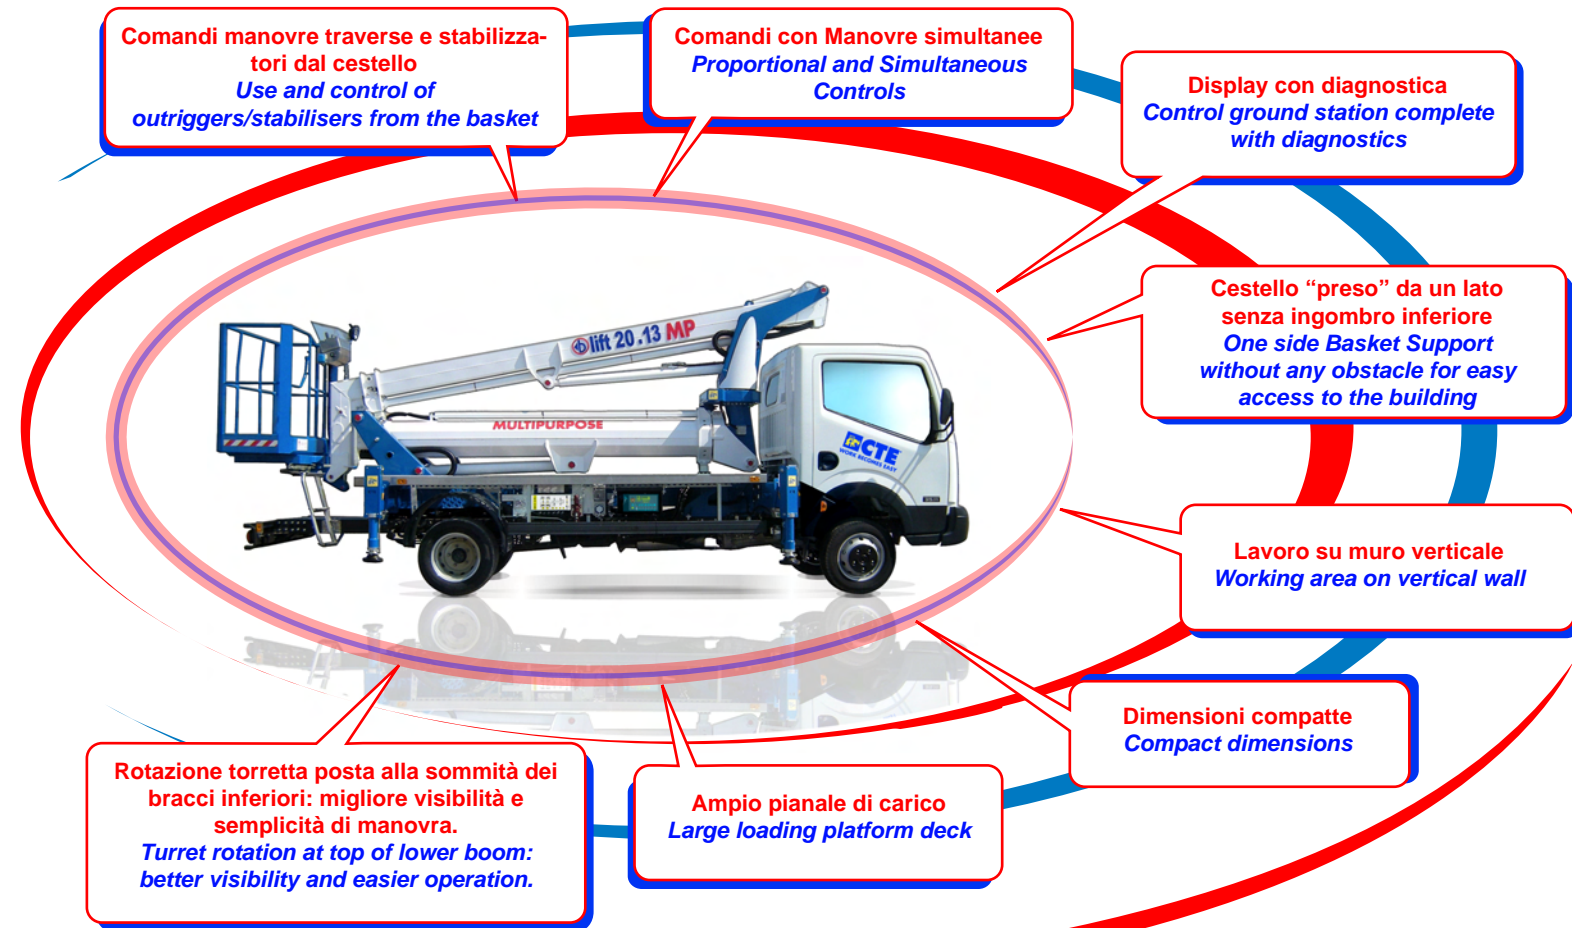 Comandi manovre traverse e stabilizza-
tori dal cestello
Use and control of
outriggers/stabilisers from the basket
Comandi con Manovre simultanee
Proportional and Simultaneous
Controls
Display con diagnostica
Control ground station complete
with diagnostics
Cestello “preso” da un lato
senza ingombro inferiore
One side Basket Support
without any obstacle for easy
access to the building
lift 20.13 MP
MULTIPURPOSE
CTE
WORK BECOMES EASY
Lavoro su muro verticale
Working area on vertical wall
Dimensioni compatte
Compact dimensions
Ampio pianale di carico
Large loading platform deck
Rotazione torretta posta alla sommità dei
bracci inferiori: migliore visibilità e
semplicità di manovra.
Turret rotation at top of lower boom:
better visibility and easier operation.